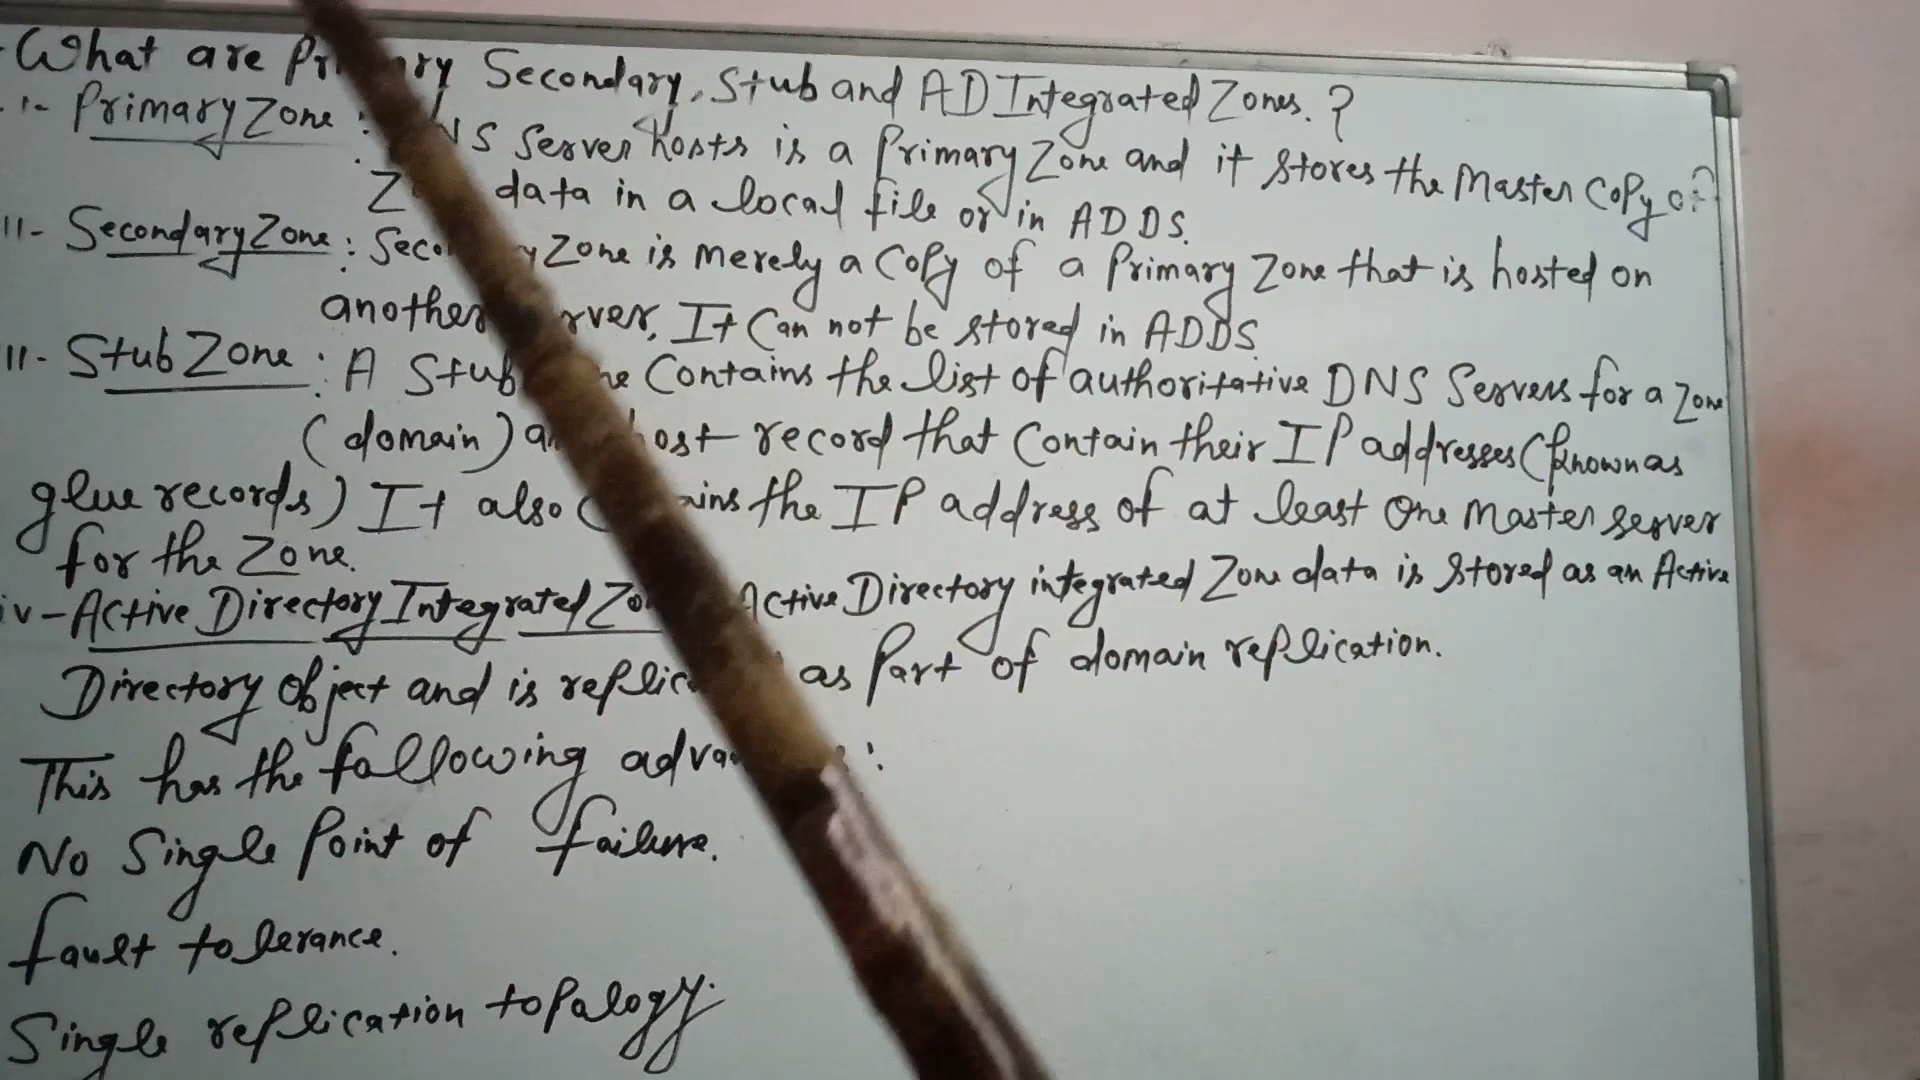 What are Secondary, Stub and AD Integrated Zones.?
I- Primary Zone : Server hosts is a Primary Zone and it stores the Master Copy of
data in a local file or in ADDS.
II- Secondary Zone : Zone is merely a Copy of a Primary Zone that is hosted on
another It Can not be stored in ADDS
II- Stub Zone : A Contains the list of authoritative DNS Servers for a Zone
(domain) record that Contain their IP addresses (known as
glue records) It also the IP address of at least One Master server
for the Zone.
iv- Active Directory Integrated Active Directory integrated Zone data is stored as an Active
Directory Object and is as Part of domain replication.
This has the following :
No Single Point of failure.
fault tolerance.
Single replication topalogy.